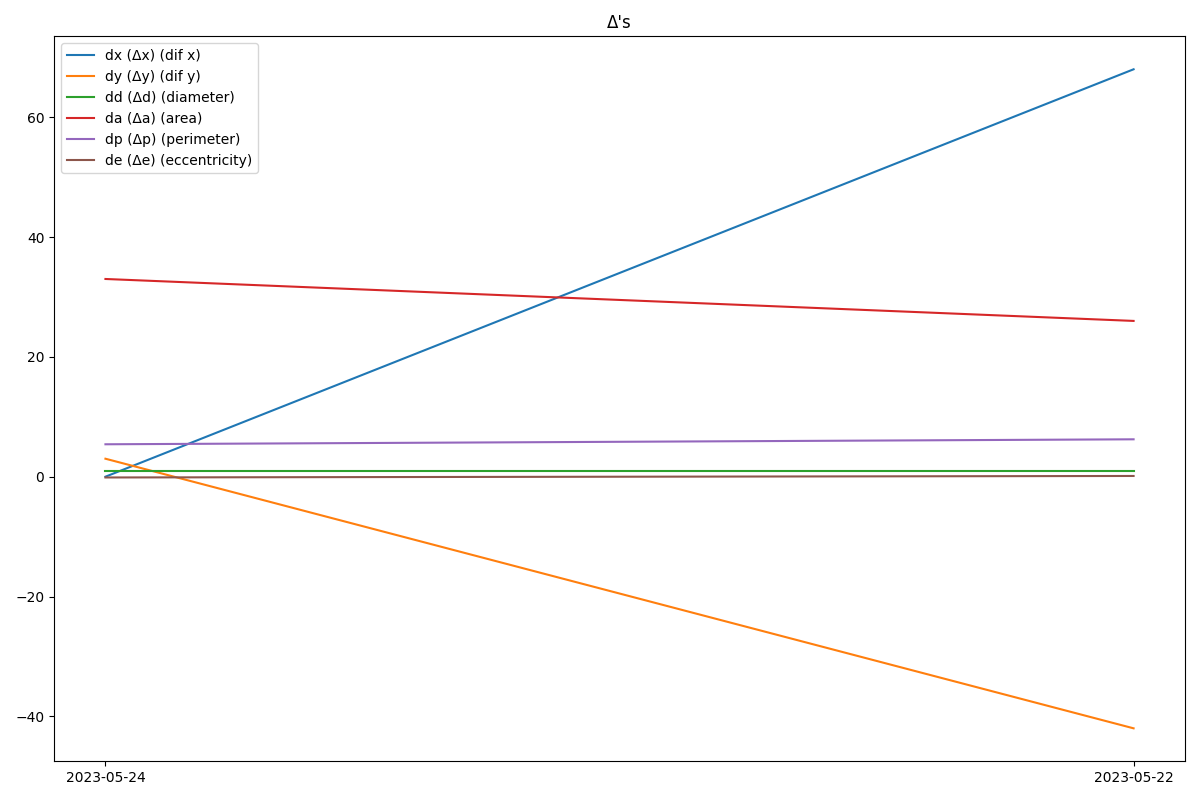 Δ's
dx (Δx) (dif x)
dy (Δy) (dif y)
dd (Δd) (diameter)
da (Δa) (area)
dp (Δp) (perimeter)
de (Δe) (eccentricity)
60
40
20
0
−20
−40
2023-05-24
2023-05-22